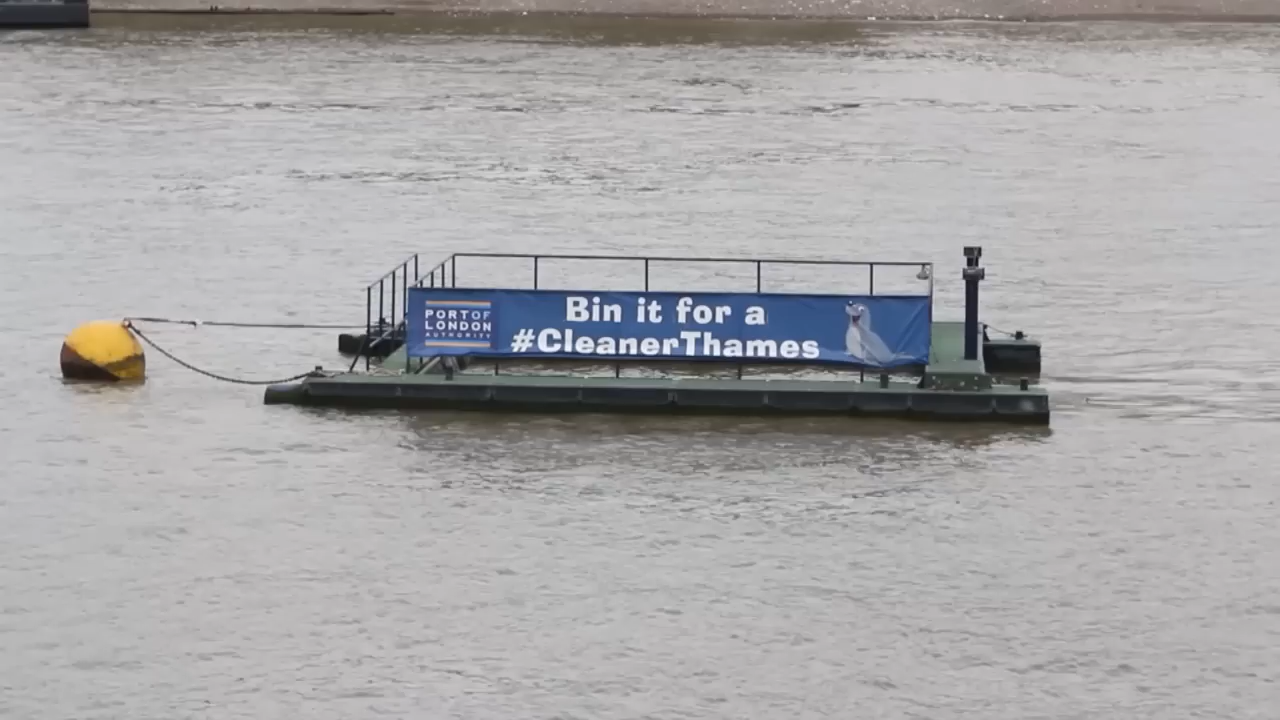 PORT OF
LONDON
AUTHORITY
Bin it for a
#CleanerThames